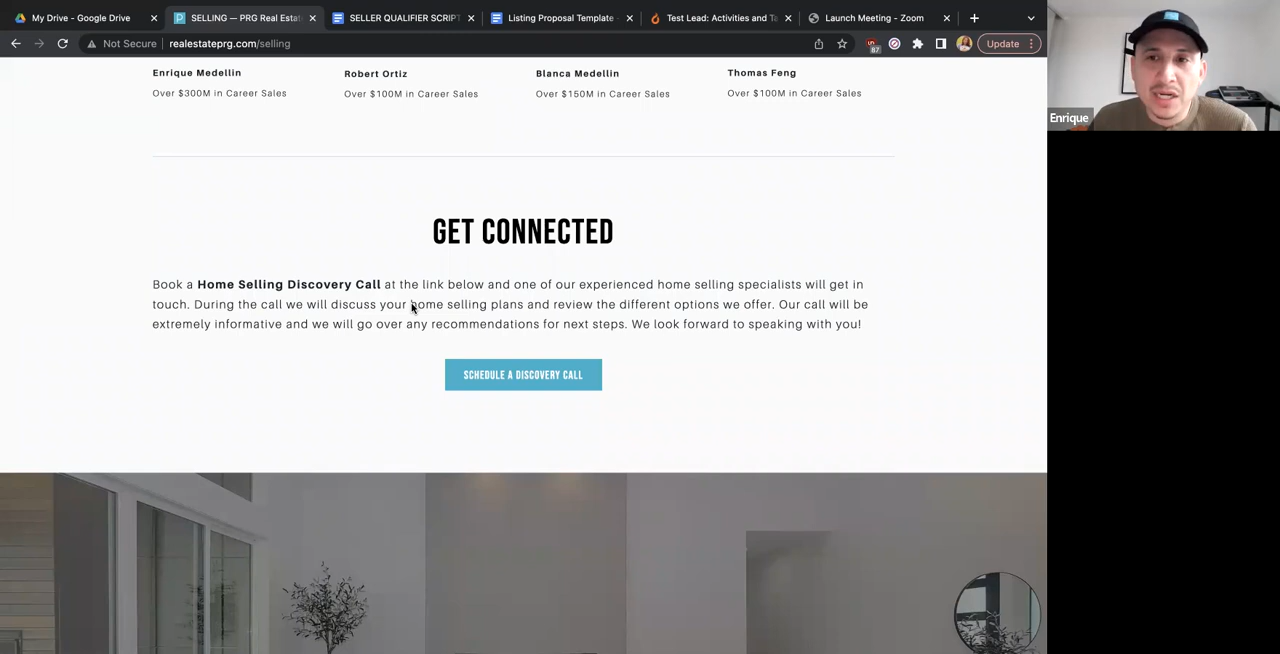 My Drive - Google Drive
SELLING — PRG Real Estat
SELLER QUALIFIER SCRIPT
Listing Proposal Template -
Test Lead: Activities and Ta
Launch Meeting - Zoom
Not Secure
realestateprg.com/selling
87
Update
Enrique
Enrique Medellin
Over $300M in Career Sales
Robert Ortiz
Over $100M in Career Sales
Blanca Medellin
Over $150M in Career Sales
Thomas Feng
Over $100M in Career Sales
GET CONNECTED
Book a Home Selling Discovery Call at the link below and one of our experienced home selling specialists will get in
touch. During the call we will discuss your home selling plans and review the different options we offer. Our call will be
extremely informative and we will go over any recommendations for next steps. We look forward to speaking with you!
SCHEDULE A DISCOVERY CALL